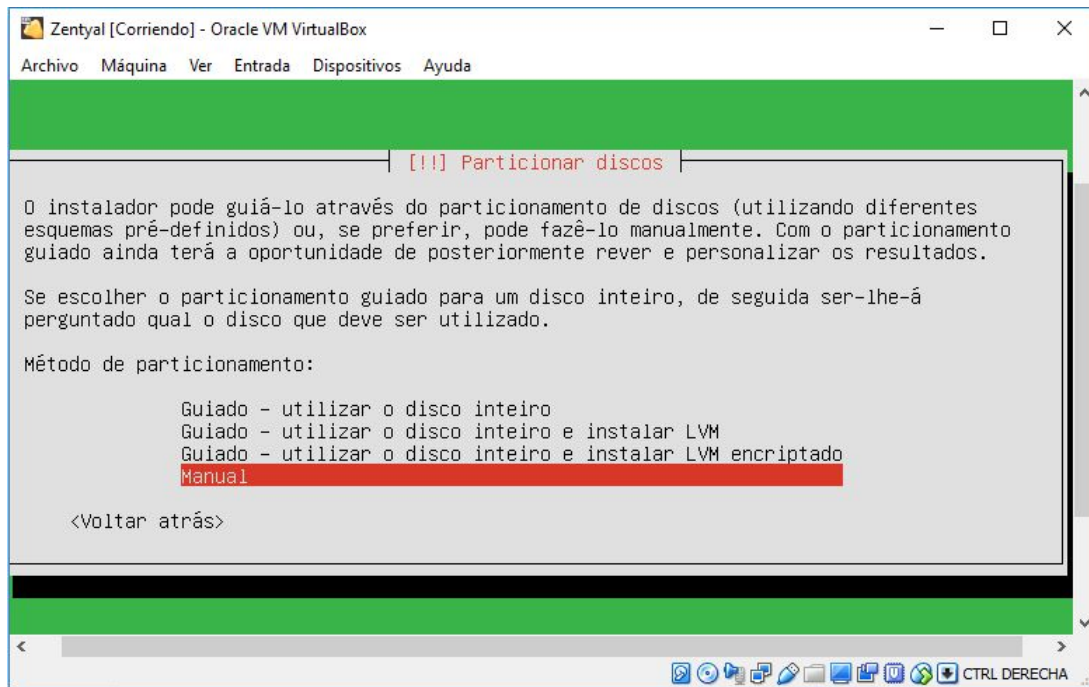 Zentyal [Corriendo] - Oracle VM VirtualBox
Archivo Máquina Ver Entrada Dispositivos Ayuda
[!!] Particionar discos
O instalador pode guiá-lo através do particionamento de discos (utilizando diferentes
esquemas pré-definidos) ou, se preferir, pode fazê-lo manualmente. Com o particionamento
guiado ainda terá a oportunidade de posteriormente rever e personalizar os resultados.
Se escolher o particionamento guiado para um disco inteiro, de seguida ser-lhe-á
perguntado qual o disco que deve ser utilizado.
Método de particionamento:
Guiado - utilizar o disco inteiro
Guiado - utilizar o disco inteiro e instalar LVM
Guiado - utilizar o disco inteiro e instalar LVM encriptado
Manual
<Voltar atrás>
CTRL DERECHA